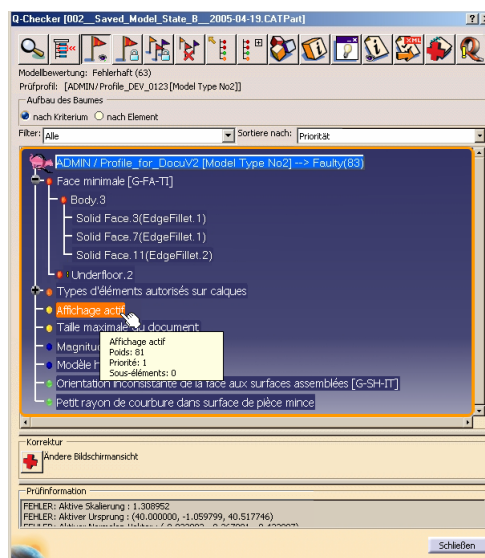 Q-Checker [002__Saved_Model_State_B__2005-04-19.CATPart]
Modelbewertung: Fehlerhaft (63)
Prüfprofil: [ADMIN/Profile_DEV_0123[Model Type No2]]
Aufbau des Baumes
nach Kriterium nach Element
Filter: Alle Sortiere nach: Priorität
ADMIN / Profile_for_DocuV2 [Model Type No2] --> Faulty(83)
Face minimale [G-FA-TI]
Body.3
Solid Face.3(EdgeFillet.1)
Solid Face.7(EdgeFillet.1)
Solid Face.11(EdgeFillet.2)
Underfloor.2
Types d'éléments autorisés sur calques
Affichage actif
Taille maximale du document
Magnitu
Modèle h
Affichage actif
Poids: 81
Priorité: 1
Sous-éléments: 0
Orientation inconsistante de la face aux surfaces assemblées [G-SH-IT]
Petit rayon de courbure dans surface de pièce mince
Korrektur
Ändere Bildschirmansicht
Prüfinformation
FEHLER: Aktive Skalierung : 1.308952
FEHLER: Aktiver Ursprung : (40.000000, -1.059799, 40.517746)
Schließen